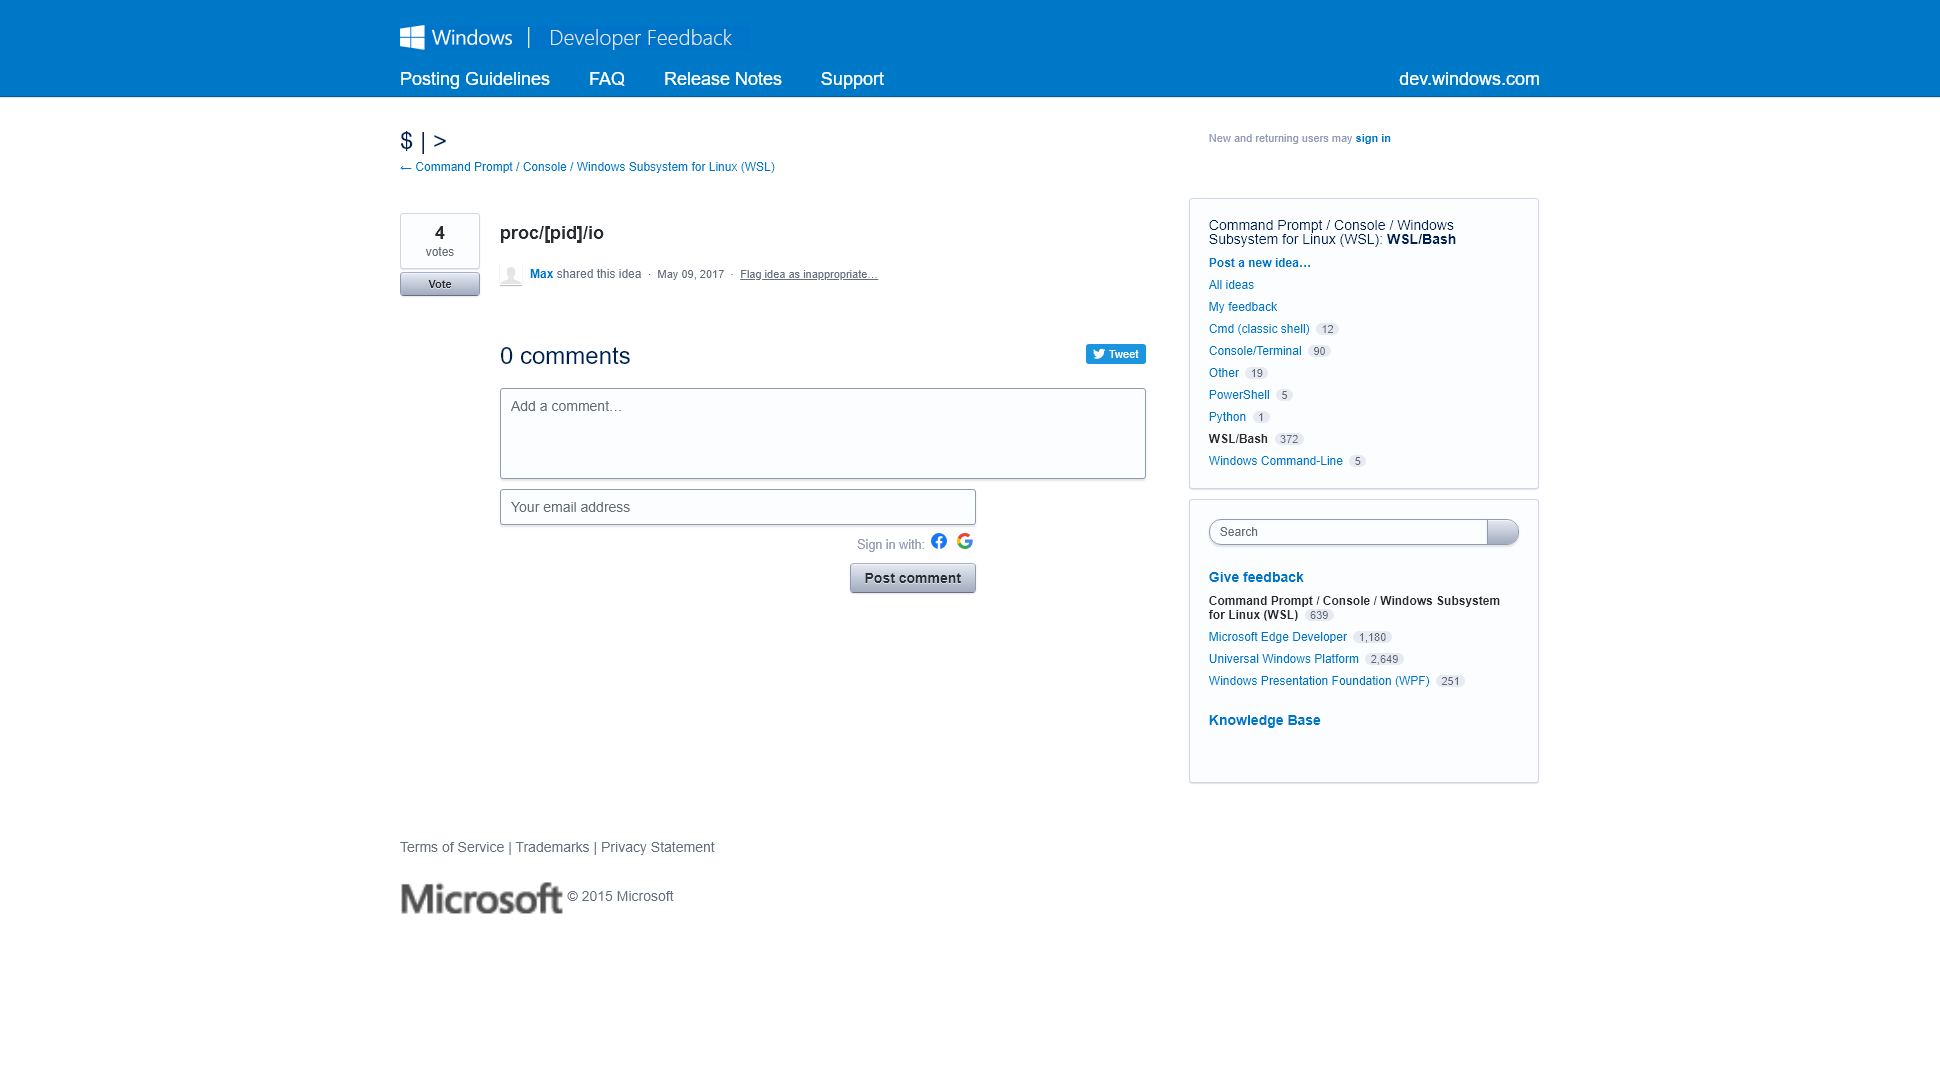 Windows | Developer Feedback
Posting Guidelines FAQ Release Notes Support dev.windows.com
$ | >
← Command Prompt / Console / Windows Subsystem for Linux (WSL)
New and returning users may sign in
4
votes
Vote
proc/[pid]/io
Max shared this idea · May 09, 2017 · Flag idea as inappropriate…
0 comments
Tweet
Add a comment…
Your email address
Sign in with:
Post comment
Command Prompt / Console / Windows
Subsystem for Linux (WSL): WSL/Bash
Post a new idea…
All ideas
My feedback
Cmd (classic shell) 12
Console/Terminal 90
Other 19
PowerShell 5
Python 1
WSL/Bash 372
Windows Command-Line 5
Search
Give feedback
Command Prompt / Console / Windows Subsystem
for Linux (WSL) 639
Microsoft Edge Developer 1,180
Universal Windows Platform 2,649
Windows Presentation Foundation (WPF) 251
Knowledge Base
Terms of Service | Trademarks | Privacy Statement
Microsoft © 2015 Microsoft